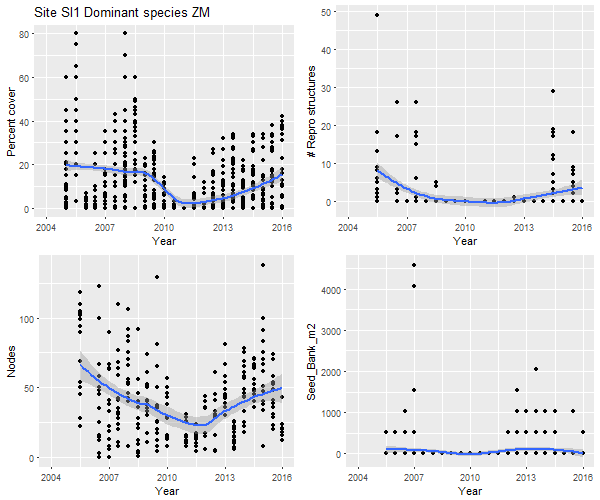 Site SI1 Dominant species ZM
Percent cover
80
60
40
20
0
2004 2007 2010 2013 2016
Year
# Repro structures
50
40
30
20
10
0
2004 2007 2010 2013 2016
Year
Nodes
100
50
0
2004 2007 2010 2013 2016
Year
Seed_Bank_m2
4000
3000
2000
1000
0
2004 2007 2010 2013 2016
Year